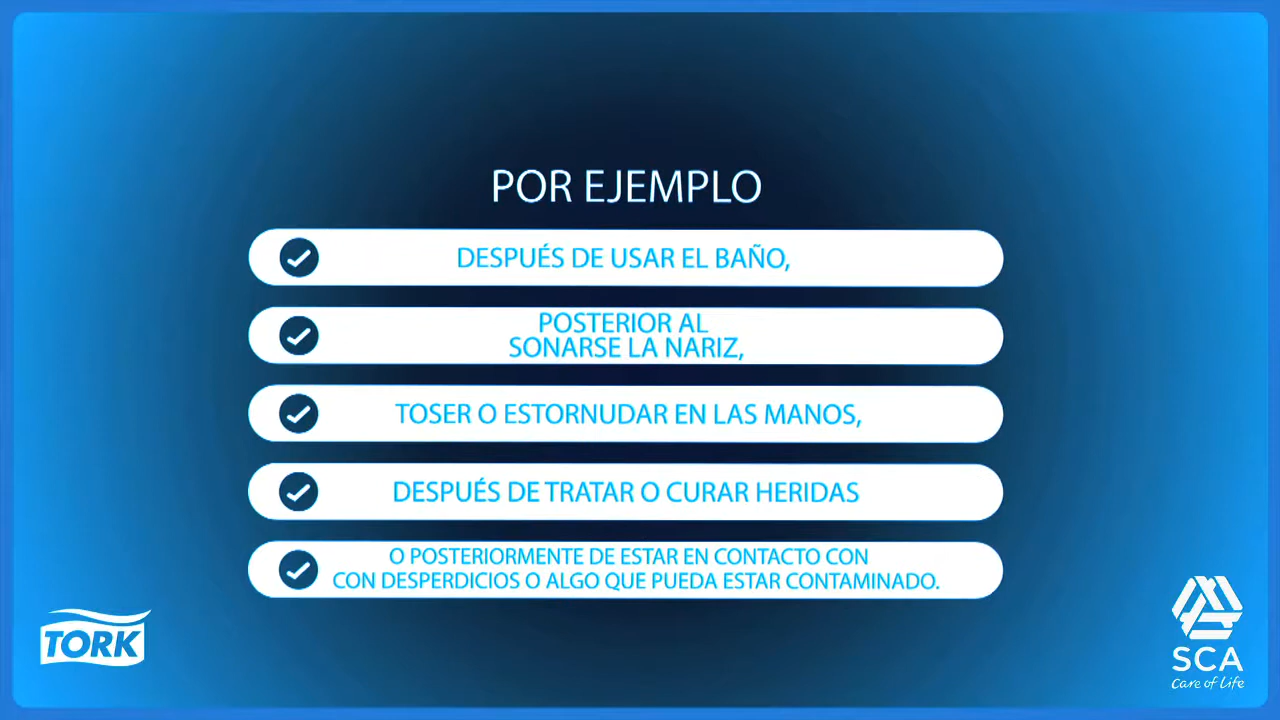 POR EJEMPLO
DESPUÉS DE USAR EL BAÑO,
POSTERIOR AL
SONARSE LA NARIZ,
TOSER O ESTORNUDAR EN LAS MANOS,
DESPUÉS DE TRATAR O CURAR HERIDAS
O POSTERIORMENTE DE ESTAR EN CONTACTO CON
CON DESPERDICIOS O ALGO QUE PUEDA ESTAR CONTAMINADO.
TORK
SCA
Care of Life